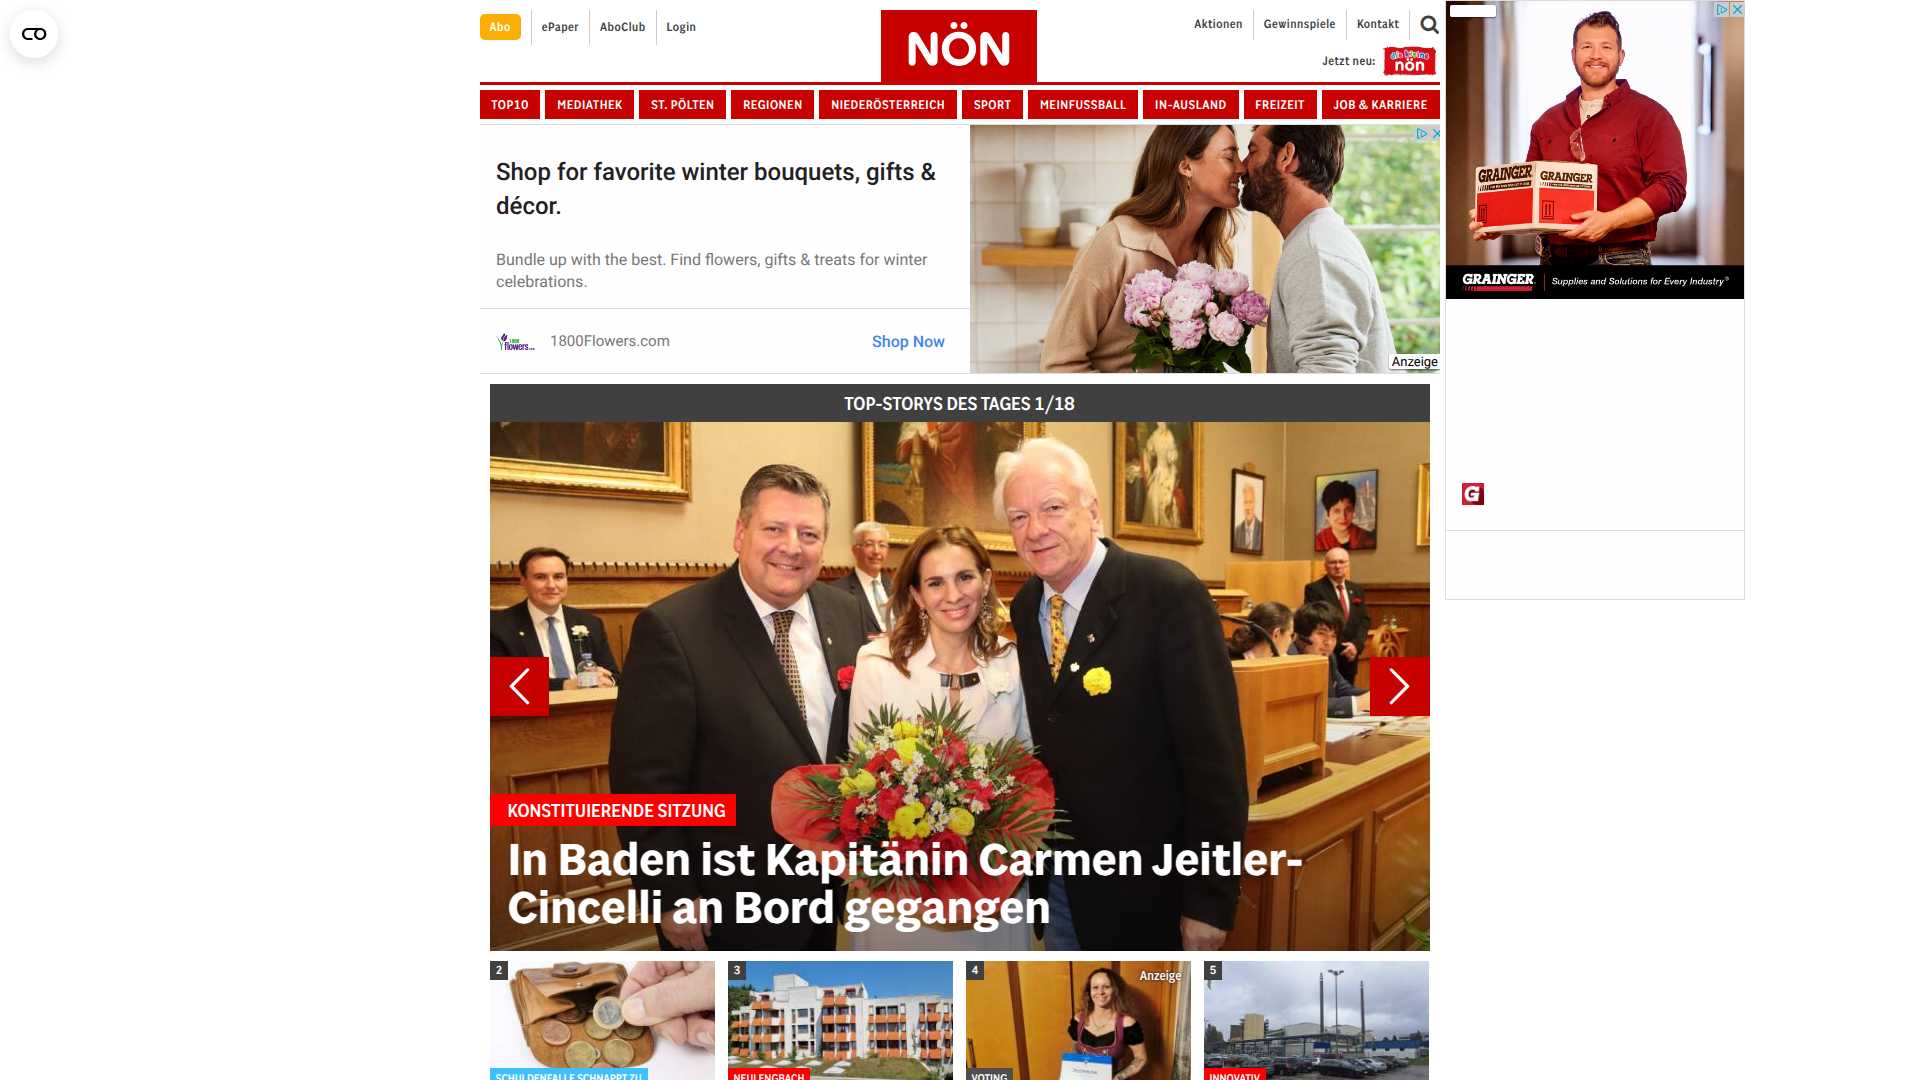 Abo
ePaper
AboClub
Login
NÖN
Aktionen
Gewinnspiele
Kontakt
Jetzt neu:
die kleine
nön
TOP10
MEDIATHEK
ST. PÖLTEN
REGIONEN
NIEDERÖSTERREICH
SPORT
MEINFUSSBALL
IN-AUSLAND
FREIZEIT
JOB & KARRIERE
Shop for favorite winter bouquets, gifts &
décor.
Bundle up with the best. Find flowers, gifts & treats for winter
celebrations.
flowers
1800Flowers.com
Shop Now
Anzeige
GRAINGER
GRAINGER
GRAINGER
Supplies and Solutions for Every Industry®
G
TOP-STORYS DES TAGES 1/18
KONSTITUIERENDE SITZUNG
In Baden ist Kapitänin Carmen Jeitler-
Cincelli an Bord gegangen
2
SCHULDENFALLE SCHNAPPT ZU
3
NEULENGBACH
4
Anzeige
VOTING
5
INNOVATIV